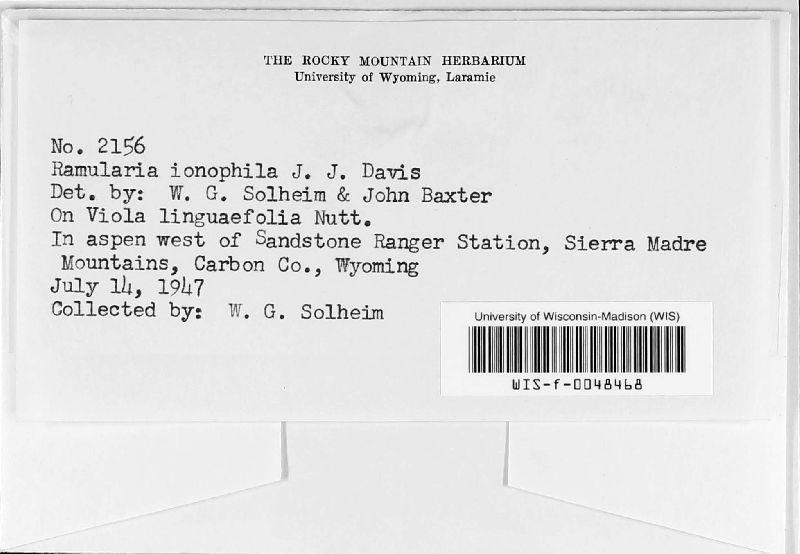 THE ROCKY MOUNTAIN HERBARIUM
University of Wyoming, Laramie
No. 2156
Ramularia ionophila J. J. Davis
Det. by: W. G. Solheim & John Baxter
On Viola linguaefolia Nutt.
In aspen west of Sandstone Ranger Station, Sierra Madre
Mountains, Carbon Co., Wyoming
July 14, 1947
Collected by: W. G. Solheim
University of Wisconsin-Madison (WIS)
WIS-f-0048468